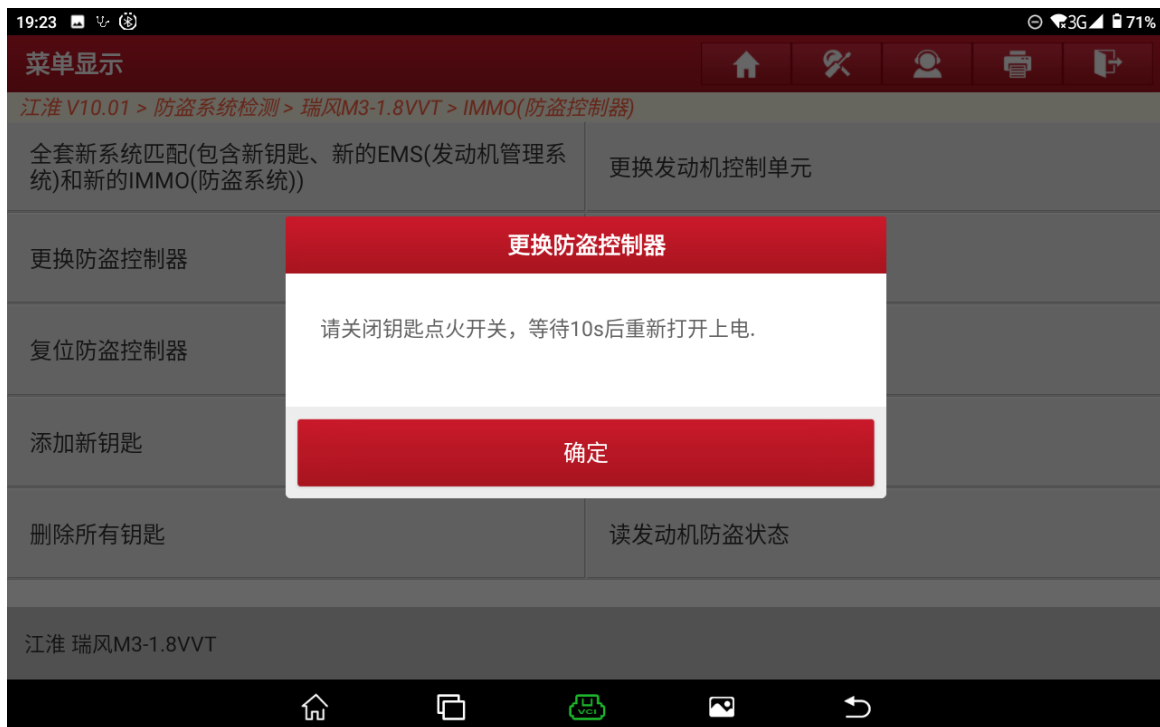 19:23 3G 71%
菜单显示
江淮 V10.01 > 防盗系统检测 > 瑞风M3-1.8VVT > IMMO(防盗控制器)
全套新系统匹配(包含新钥匙、新的EMS(发动机管理系
统)和新的IMMO(防盗系统))
更换发动机控制单元
更换防盗控制器
更换防盗控制器
请关闭钥匙点火开关，等待10s后重新打开上电.
确定
复位防盗控制器
添加新钥匙
删除所有钥匙
读发动机防盗状态
江淮 瑞风M3-1.8VVT
VCI